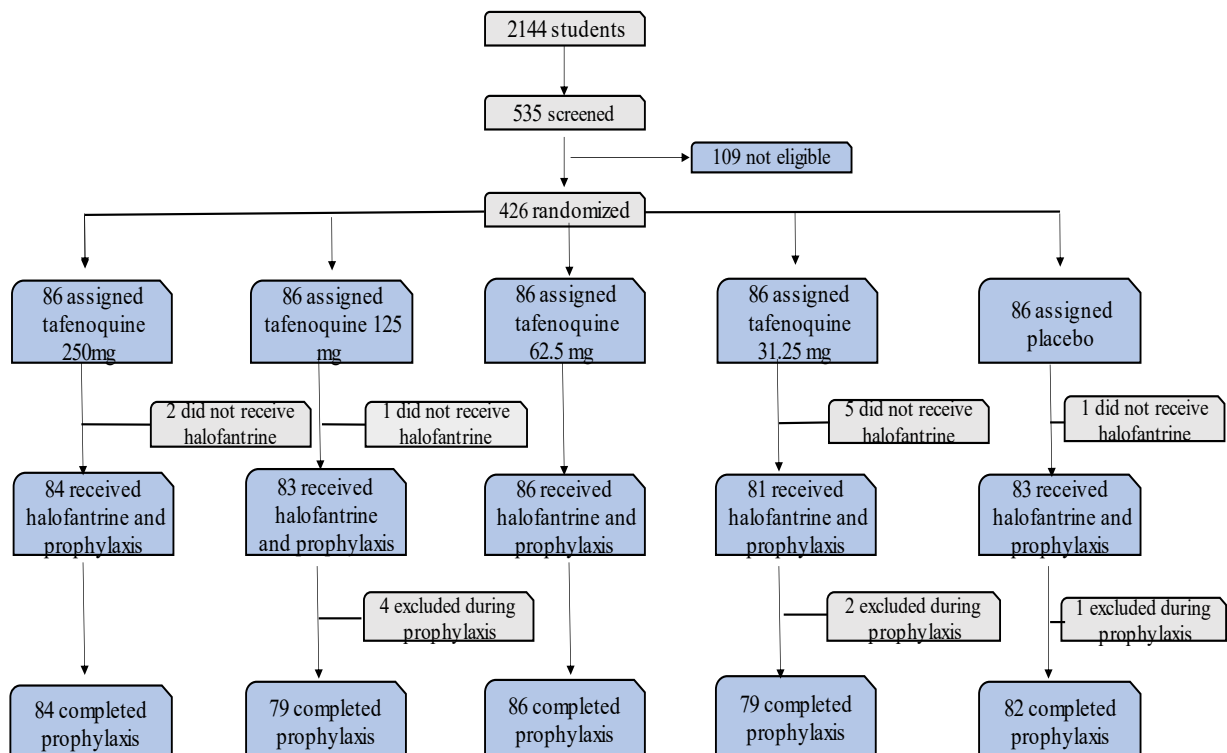 2144 students
535 screened
109 not eligible
426 randomized
86 assigned
tafenoquine
250mg
86 assigned
tafenoquine 125
mg
86 assigned
tafenoquine
62.5 mg
86 assigned
tafenoquine
31.25 mg
86 assigned
placebo
2 did not receive
halofantrine
1 did not receive
halofantrine
5 did not receive
halofantrine
1 did not receive
halofantrine
84 received
halofantrine and
prophylaxis
83 received
halofantrine
and prophylaxis
86 received
halofantrine and
prophylaxis
81 received
halofantrine and
prophylaxis
83 received
halofantrine and
prophylaxis
4 excluded during
prophylaxis
2 excluded during
prophylaxis
1 excluded during
prophylaxis
84 completed
prophylaxis
79 completed
prophylaxis
86 completed
prophylaxis
79 completed
prophylaxis
82 completed
prophylaxis